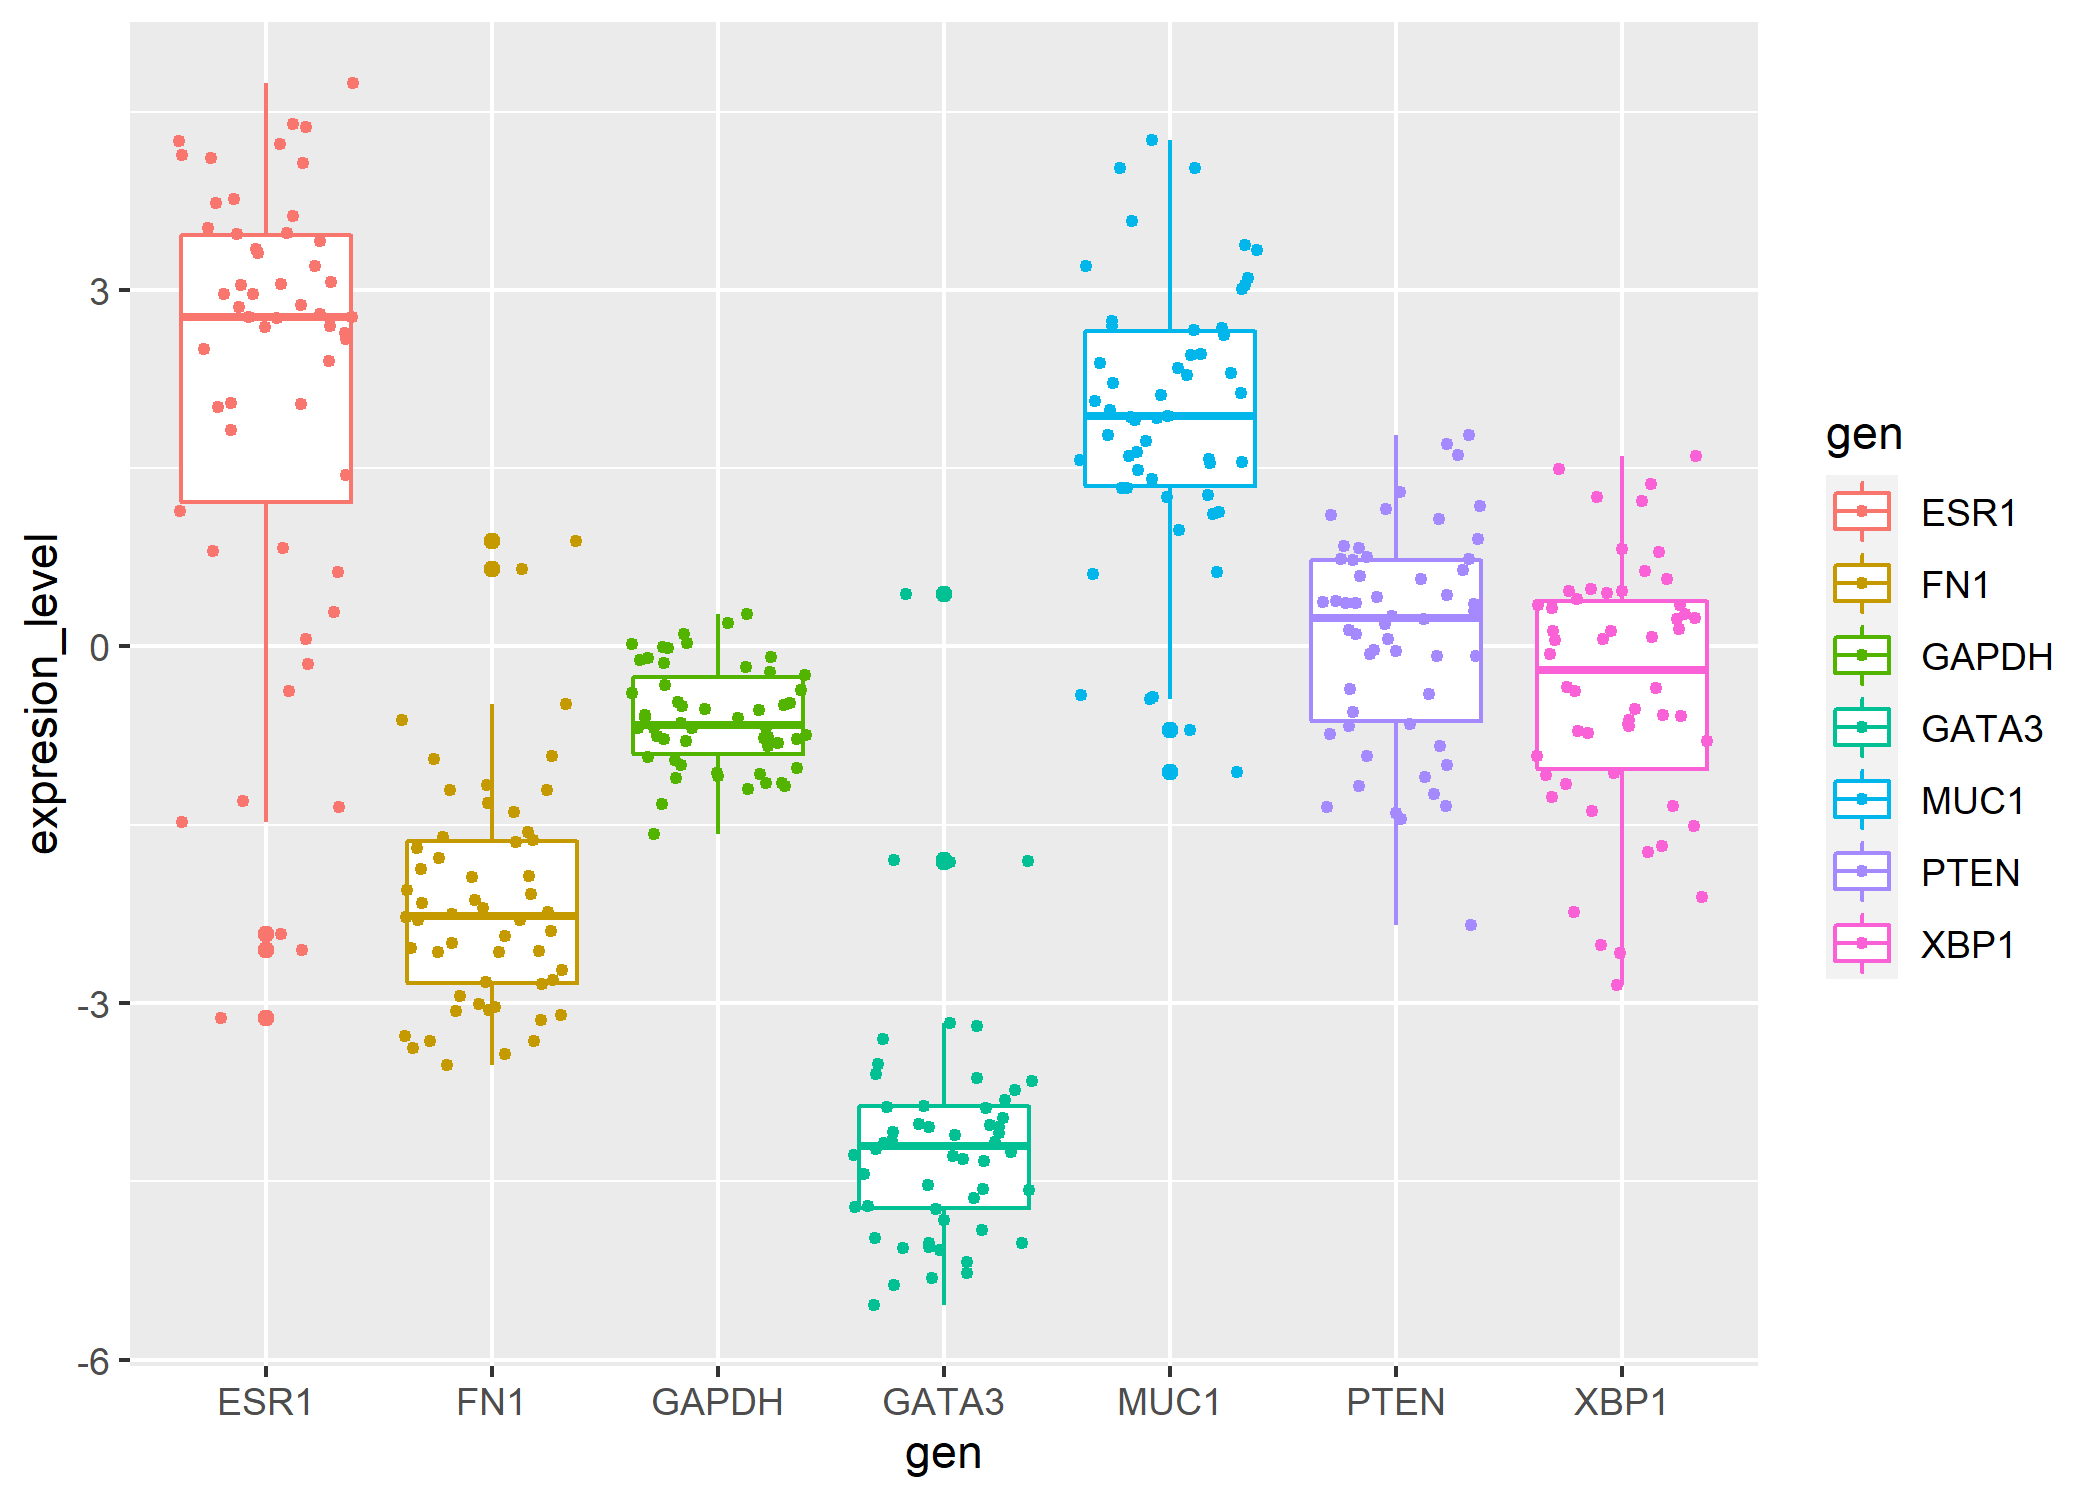 expresion_level
3
0
-3
-6
ESR1 FN1 GAPDH GATA3 MUC1 PTEN XBP1
gen
gen
ESR1
FN1
GAPDH
GATA3
MUC1
PTEN
XBP1